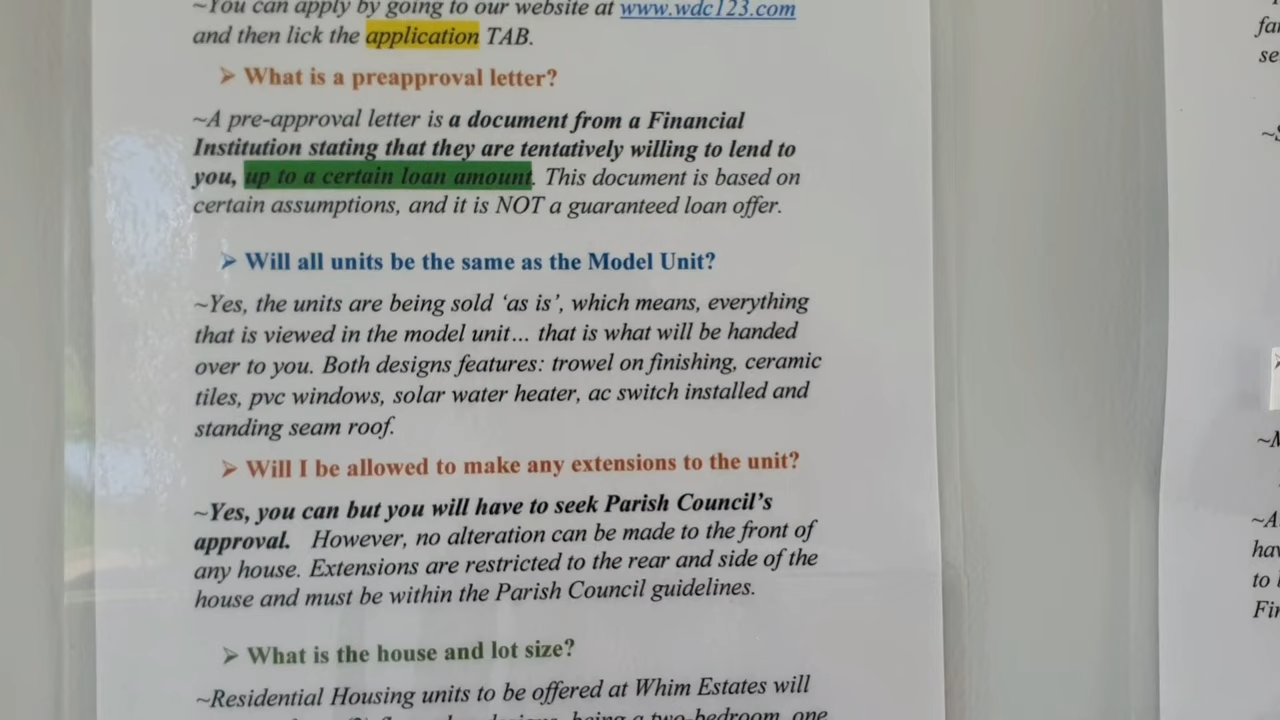 ~You can apply by going to our website at www.wdc123.com
and then lick the application TAB.
➢ What is a preapproval letter?
~A pre-approval letter is a document from a Financial
Institution stating that they are tentatively willing to lend to
you, up to a certain loan amount. This document is based on
certain assumptions, and it is NOT a guaranteed loan offer.
➢ Will all units be the same as the Model Unit?
~Yes, the units are being sold ‘as is’, which means, everything
that is viewed in the model unit… that is what will be handed
over to you. Both designs features: trowel on finishing, ceramic
tiles, pvc windows, solar water heater, ac switch installed and
standing seam roof.
➢ Will I be allowed to make any extensions to the unit?
~Yes, you can but you will have to seek Parish Council’s
approval. However, no alteration can be made to the front of
any house. Extensions are restricted to the rear and side of the
house and must be within the Parish Council guidelines.
➢ What is the house and lot size?
~Residential Housing units to be offered at Whim Estates will
being a two-bedroom, one
to